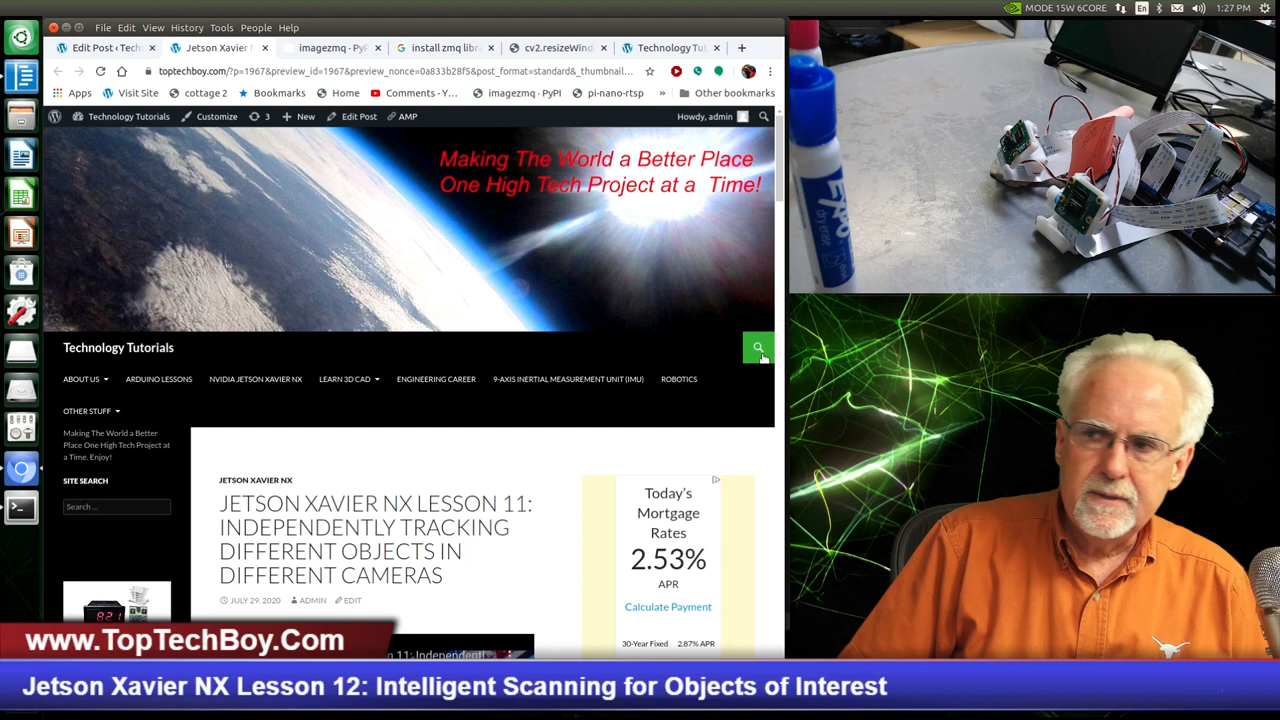 MODE 15W 6CORE
En
1:27 PM
File Edit View History Tools People Help
Edit Post ‹ Tech
Jetson Xavier N
imagezmq · PyP
install zmq libra
cv2.resizeWind
Technology Tut
toptechboy.com/?p=1967&preview_id=1967&preview_nonce=0a833b28f5&post_format=standard&_thumbnail...
Apps
Visit Site
cottage 2
Bookmarks
Home
Comments - Y...
imagezmq · PyPI
pi-nano-rtsp
»
Other bookmarks
Technology Tutorials
Customize
3
New
Edit Post
AMP
Howdy, admin
Making The World a Better Place
One High Tech Project at a Time!
Technology Tutorials
ABOUT US
ARDUINO LESSONS
NVIDIA JETSON XAVIER NX
LEARN 3D CAD
ENGINEERING CAREER
9-AXIS INERTIAL MEASUREMENT UNIT (IMU)
ROBOTICS
OTHER STUFF
Making The World a Better
Place One High Tech Project at
a Time. Enjoy!
SITE SEARCH
Search ...
821
JETSON XAVIER NX
JETSON XAVIER NX LESSON 11:
INDEPENDENTLY TRACKING
DIFFERENT OBJECTS IN
DIFFERENT CAMERAS
JULY 29, 2020
ADMIN
EDIT
Today's
Mortgage
Rates
2.53%
APR
Calculate Payment
30-Year Fixed 2.87% APR
EXPO
dry erase
www.TopTechBoy.Com
Jetson Xavier NX Lesson 12: Intelligent Scanning for Objects of Interest